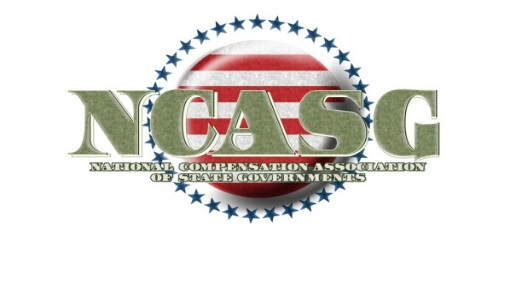 NCASG
NATIONAL COMPENSATION ASSOCIATION
OF STATE GOVERNMENTS